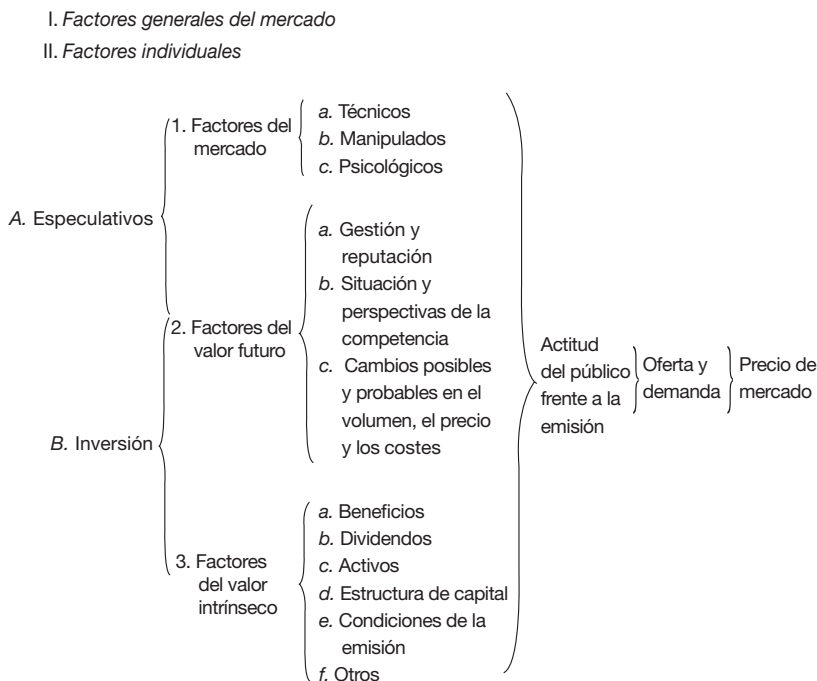 I. Factores generales del mercado
II. Factores individuales
A. Especulativos
1. Factores del
mercado
a. Técnicos
b. Manipulados
c. Psicológicos
2. Factores del
valor futuro
a. Gestión y
reputación
b. Situación y
perspectivas de la
competencia
c. Cambios posibles
y probables en el
volumen, el precio
y los costes
B. Inversión
3. Factores
del valor
intrínseco
a. Beneficios
b. Dividendos
c. Activos
d. Estructura de capital
e. Condiciones de la
emisión
f. Otros
Actitud
del público
frente a la
emisión
Oferta y
demanda
Precio de
mercado